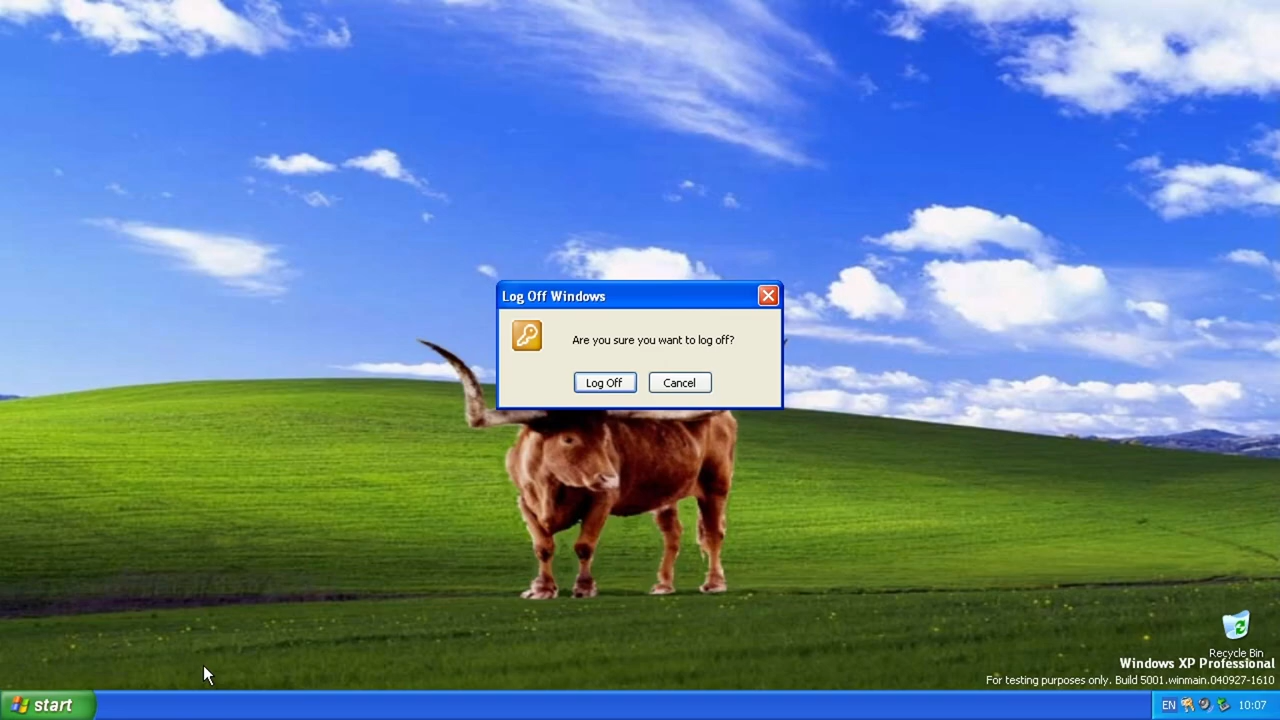 Log Off Windows
Are you sure you want to log off?
Log Off
Cancel
Recycle Bin
Windows XP Professional
For testing purposes only. Build 5001.winmain.040927-1610
start
EN
10:07